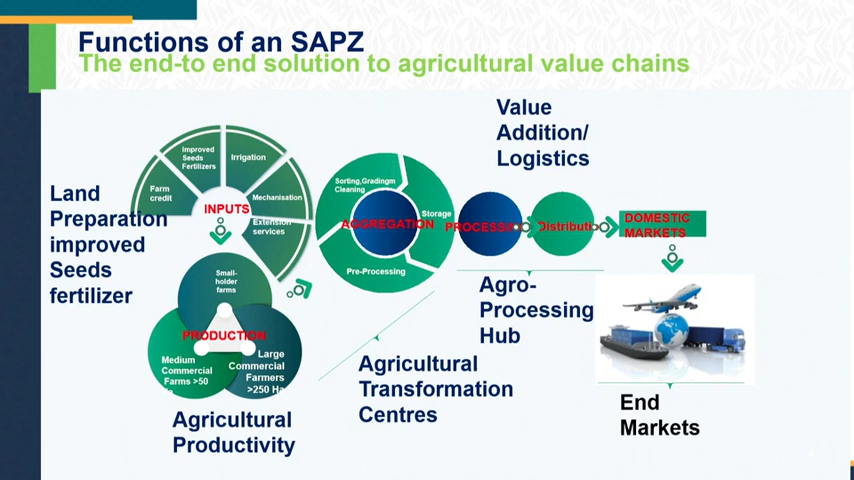 Functions of an SAPZ
The end-to end solution to agricultural value chains
Value
Addition/
Logistics
Land
Preparation
improved
Seeds
fertilizer
Farm
credit
Improved
Seeds
Fertilizers
Irrigation
Mechanisation
Extension
services
INPUTS
Sorting,Gradingm
Cleaning
Storage
Pre-Processing
AGGREGATION
PROCESSI
Distributi
DOMESTIC
MARKETS
Small-
holder
farms
PRODUCTION
Medium
Commercial
Farms >50
Large
Commercial
Farmers
>250 Ha
Agricultural
Productivity
Agricultural
Transformation
Centres
Agro-
Processing
Hub
End
Markets